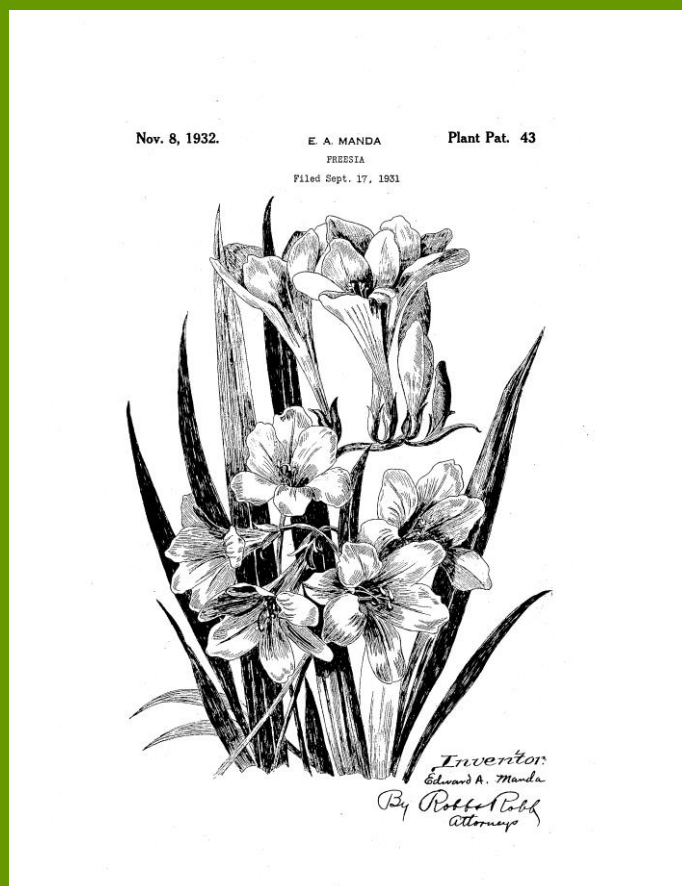 Nov. 8, 1932. E. A. MANDA Plant Pat. 43
FREESIA
Filed Sept. 17, 1931
Inventor:
Edward A. Manda
By Robb & Robb
Attorneys